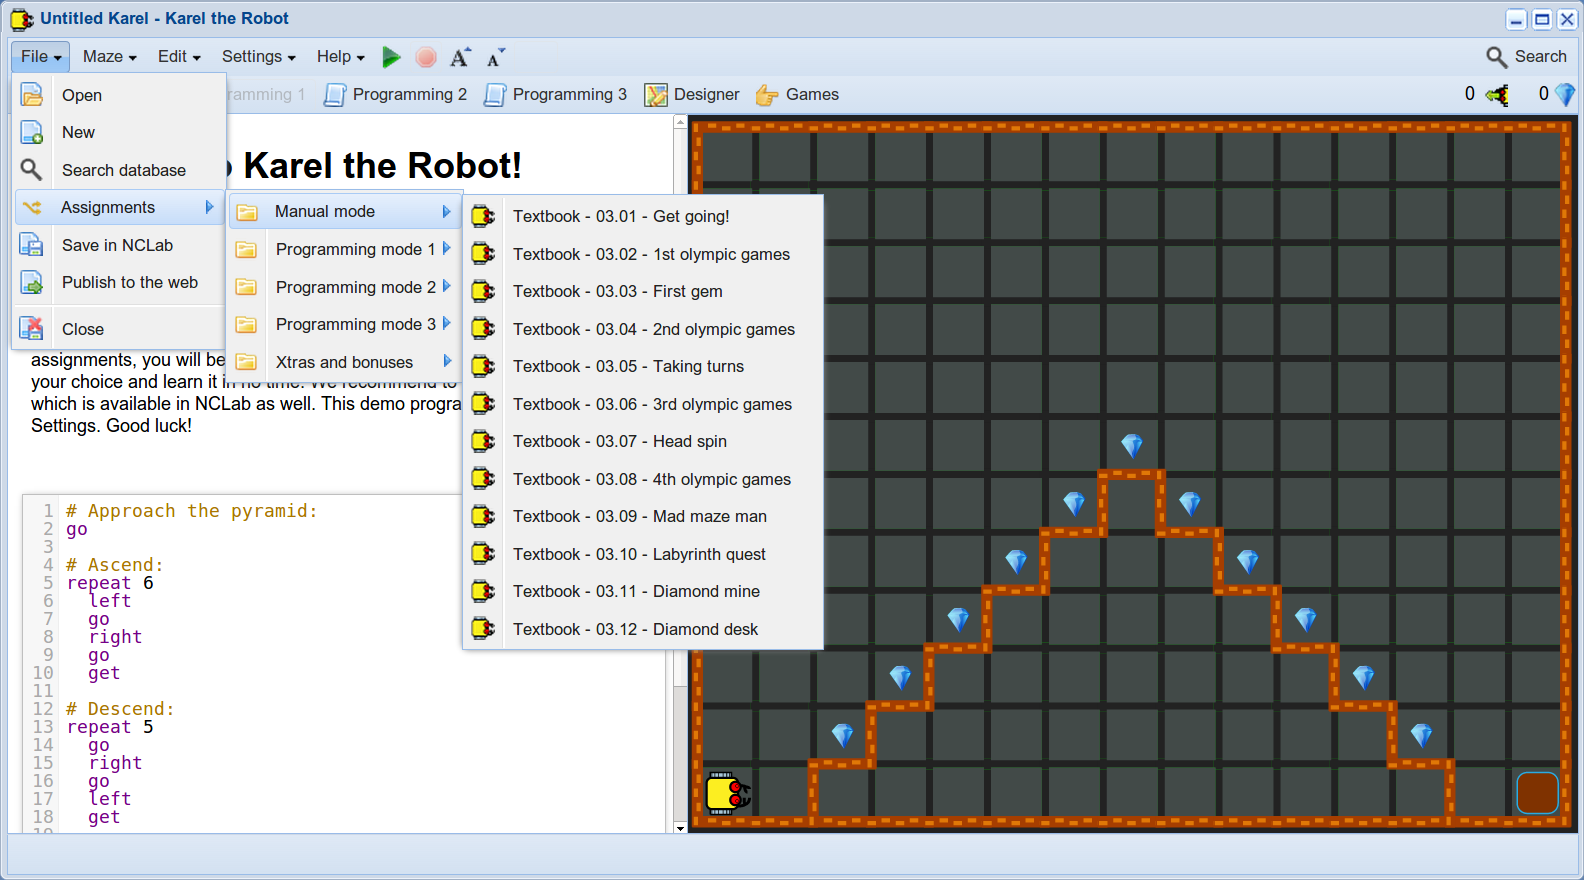 Untitled Karel - Karel the Robot
File Maze Edit Settings Help A A Search
ramming 1 Programming 2 Programming 3 Designer Games 0 0
Open
New
Search database
Assignments
Save in NCLab
Publish to the web
Close
Karel the Robot!
Manual mode
Programming mode 1
Programming mode 2
Programming mode 3
Xtras and bonuses
Textbook - 03.01 - Get going!
Textbook - 03.02 - 1st olympic games
Textbook - 03.03 - First gem
Textbook - 03.04 - 2nd olympic games
Textbook - 03.05 - Taking turns
Textbook - 03.06 - 3rd olympic games
Textbook - 03.07 - Head spin
Textbook - 03.08 - 4th olympic games
Textbook - 03.09 - Mad maze man
Textbook - 03.10 - Labyrinth quest
Textbook - 03.11 - Diamond mine
Textbook - 03.12 - Diamond desk
assignments, you will be
your choice and learn it in no time. We recommend to
which is available in NCLab as well. This demo progra
Settings. Good luck!
1 # Approach the pyramid:
2 go
3
4 # Ascend:
5 repeat 6
6 left
7 go
8 right
9 go
10 get
11
12 # Descend:
13 repeat 5
14 go
15 right
16 go
17 left
18 get